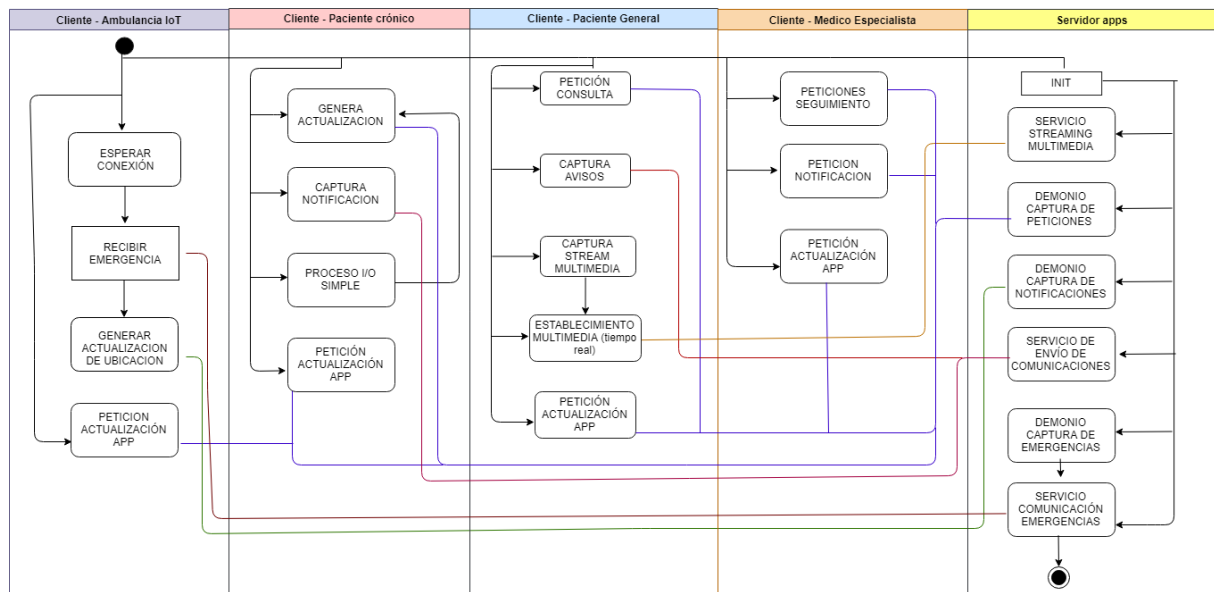 Cliente - Ambulancia IoT
Cliente - Paciente crónico
Cliente - Paciente General
Cliente - Medico Especialista
Servidor apps
ESPERAR
CONEXIÓN
RECIBIR
EMERGENCIA
GENERAR
ACTUALIZACION
DE UBICACION
PETICION
ACTUALIZACIÓN
APP
GENERA
ACTUALIZACION
CAPTURA
NOTIFICACION
PROCESO I/O
SIMPLE
PETICIÓN
ACTUALIZACIÓN
APP
PETICIÓN
CONSULTA
CAPTURA
AVISOS
CAPTURA
STREAM
MULTIMEDIA
ESTABLECIMIENTO
MULTIMEDIA (tiempo
real)
PETICIÓN
ACTUALIZACIÓN
APP
PETICIONES
SEGUIMIENTO
PETICION
NOTIFICACION
PETICIÓN
ACTUALIZACIÓN
APP
INIT
SERVICIO
STREAMING
MULTIMEDIA
DEMONIO
CAPTURA DE
PETICIONES
DEMONIO
CAPTURA DE
NOTIFICACIONES
SERVICIO DE
ENVÍO DE
COMUNICACIONES
DEMONIO
CAPTURA DE
EMERGENCIAS
SERVICIO
COMUNICACIÓN
EMERGENCIAS